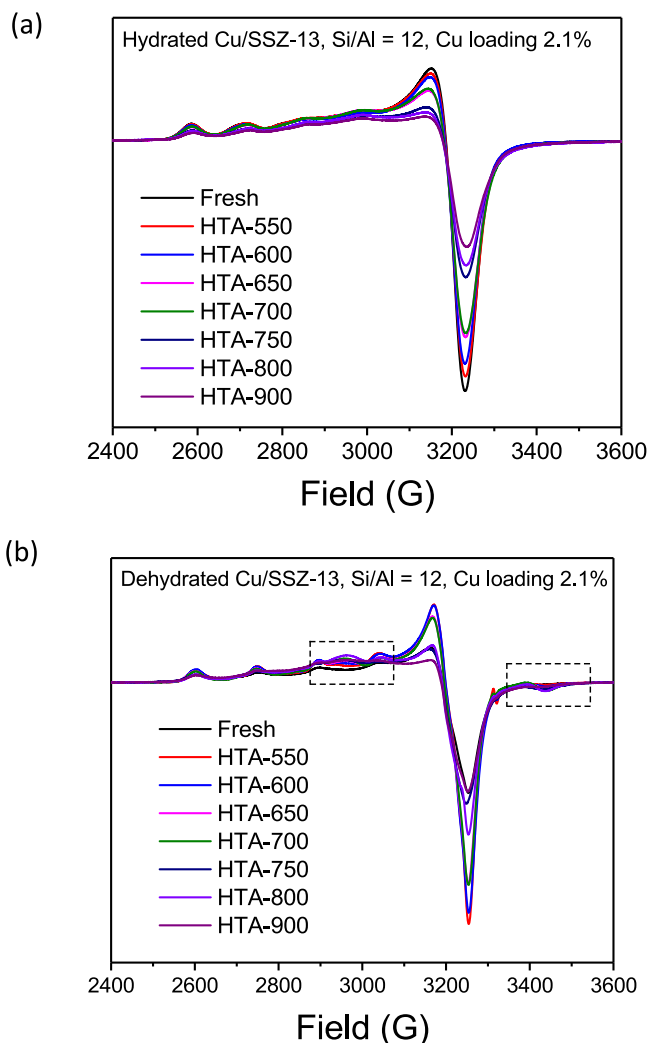 (a)
Hydrated Cu/SSZ-13, Si/Al = 12, Cu loading 2.1%
Fresh
HTA-550
HTA-600
HTA-650
HTA-700
HTA-750
HTA-800
HTA-900
2400 2600 2800 3000 3200 3400 3600
Field (G)
(b)
Dehydrated Cu/SSZ-13, Si/Al = 12, Cu loading 2.1%
Fresh
HTA-550
HTA-600
HTA-650
HTA-700
HTA-750
HTA-800
HTA-900
2400 2600 2800 3000 3200 3400 3600
Field (G)